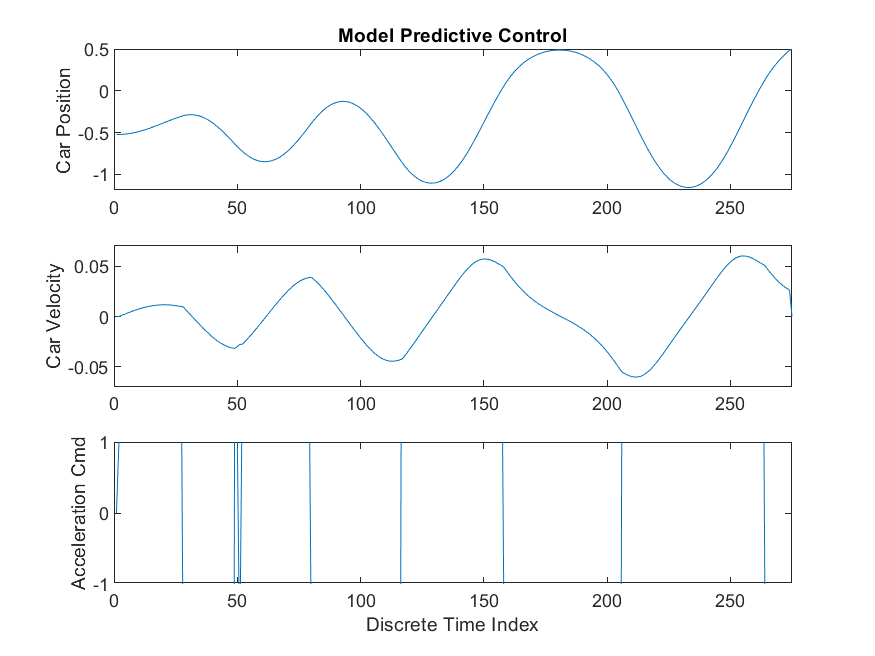 Model Predictive Control
Car Position
0.5
0
-0.5
-1
0 50 100 150 200 250
Car Velocity
0.05
0
-0.05
0 50 100 150 200 250
Acceleration Cmd
1
0
-1
0 50 100 150 200 250
Discrete Time Index